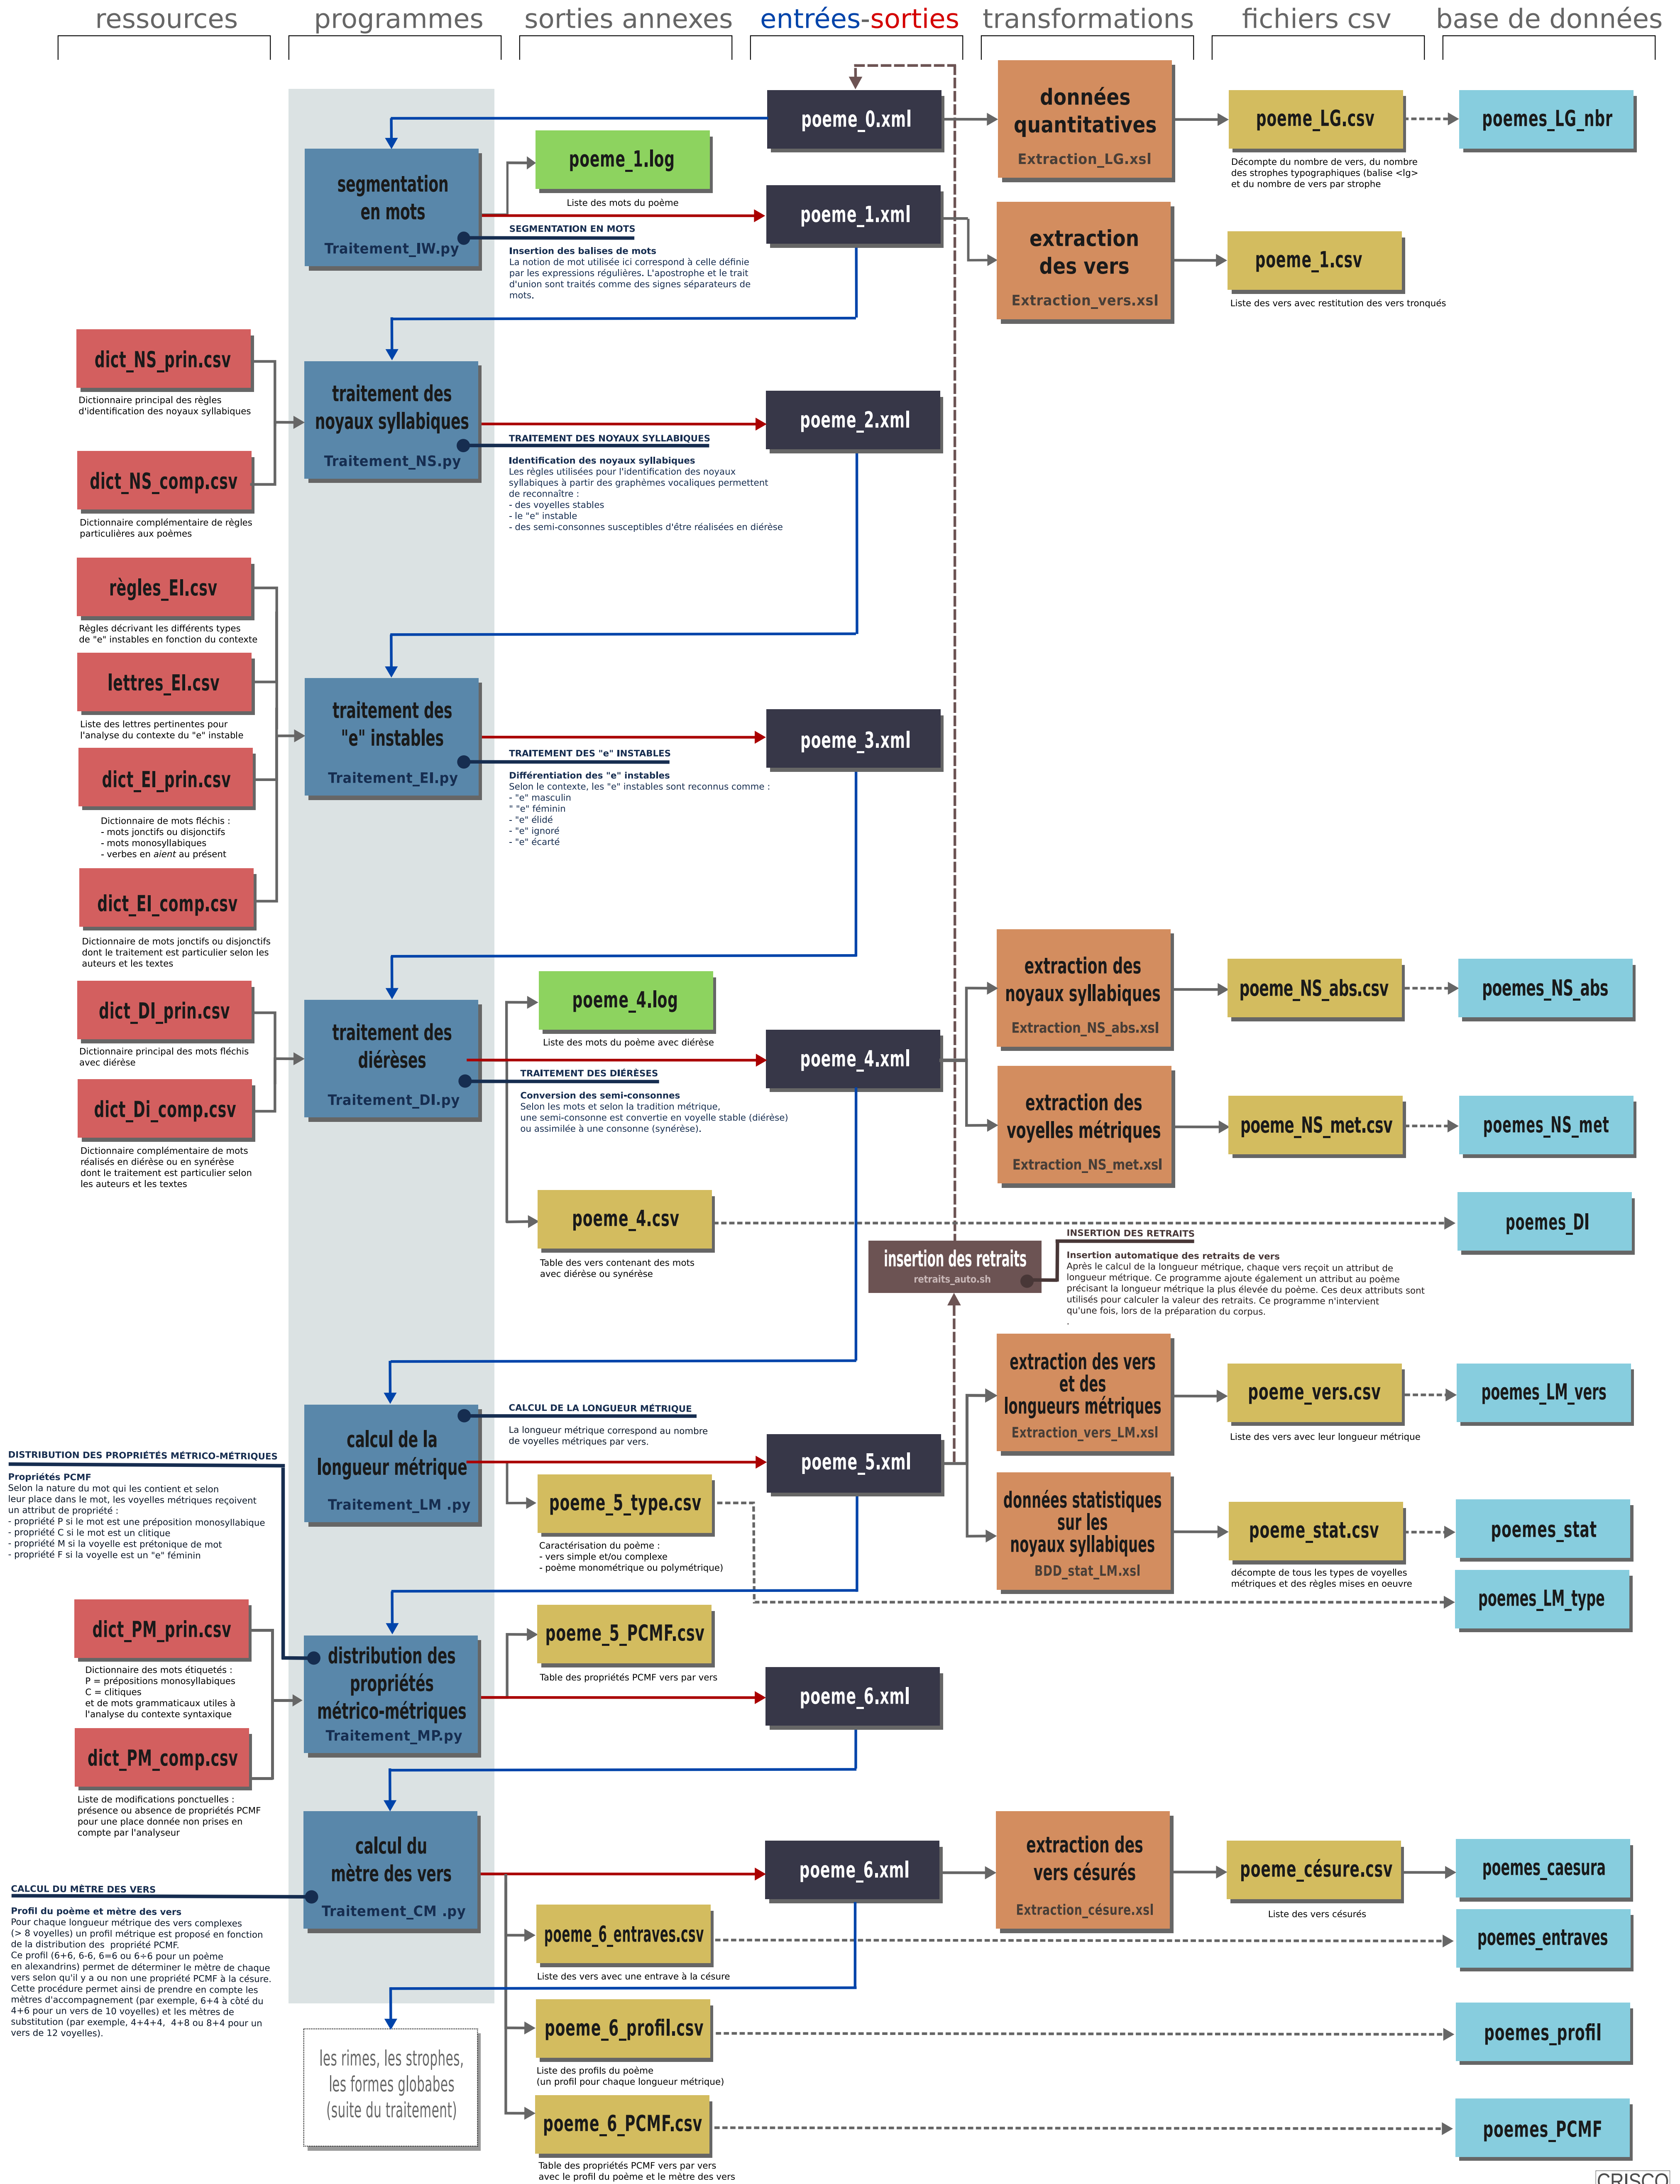 ressources
programmes
sorties annexes
entrées-sorties
transformations
fichiers csv
base de données
poeme_0.xml
données
quantitatives
Extraction_LG.xsl
poeme_LG.csv
Décompte du nombre de vers, du nombre
des strophes typographiques (balise <lg>
et du nombre de vers par strophe
poemes_LG_nbr
segmentation
en mots
Traitement_IW.py
poeme_1.log
Liste des mots du poème
poeme_1.xml
SEGMENTATION EN MOTS
Insertion des balises de mots
La notion de mot utilisée ici correspond à celle définie
par les expressions régulières. L'apostrophe et le trait
d'union sont traités comme des signes séparateurs de
mots.
extraction
des vers
Extraction_vers.xsl
poeme_1.csv
Liste des vers avec restitution des vers tronqués
dict_NS_prin.csv
Dictionnaire principal des règles
d'identification des noyaux syllabiques
dict_NS_comp.csv
Dictionnaire complémentaire de règles
particulières aux poèmes
traitement des
noyaux syllabiques
Traitement_NS.py
poeme_2.xml
TRAITEMENT DES NOYAUX SYLLABIQUES
Identification des noyaux syllabiques
Les règles utilisées pour l'identification des noyaux
syllabiques à partir des graphèmes vocaliques permettent
de reconnaître :
- des voyelles stables
- le "e" instable
- des semi-consonnes susceptibles d'être réalisées en diérèse
règles_EI.csv
Règles décrivant les différents types
de "e" instables en fonction du contexte
lettres_EI.csv
Liste des lettres pertinentes pour
l'analyse du contexte du "e" instable
dict_EI_prin.csv
Dictionnaire de mots fléchis :
- mots jonctifs ou disjonctifs
- mots monosyllabiques
- verbes en aient au présent
dict_EI_comp.csv
Dictionnaire de mots jonctifs ou disjonctifs
dont le traitement est particulier selon les
auteurs et les textes
traitement des
"e" instables
Traitement_EI.py
poeme_3.xml
TRAITEMENT DES "e" INSTABLES
Différentiation des "e" instables
Selon le contexte, les "e" instables sont reconnus comme :
- "e" masculin
" "e" féminin
- "e" élidé
- "e" ignoré
- "e" écarté
dict_DI_prin.csv
Dictionnaire principal des mots fléchis
avec diérèse
dict_Di_comp.csv
Dictionnaire complémentaire de mots
réalisés en diérèse ou en synérèse
dont le traitement est particulier selon
les auteurs et les textes
traitement des
diérèses
Traitement_DI.py
poeme_4.log
Liste des mots du poème avec diérèse
poeme_4.xml
TRAITEMENT DES DIÉRÈSES
Conversion des semi-consonnes
Selon les mots et selon la tradition métrique,
une semi-consonne est convertie en voyelle stable (diérèse)
ou assimilée à une consonne (synérèse).
poeme_4.csv
Table des vers contenant des mots
avec diérèse ou synérèse
extraction des
noyaux syllabiques
Extraction_NS_abs.xsl
poeme_NS_abs.csv
poemes_NS_abs
extraction des
voyelles métriques
Extraction_NS_met.xsl
poeme_NS_met.csv
poemes_NS_met
poemes_DI
insertion des retraits
retraits_auto.sh
INSERTION DES RETRAITS
Insertion automatique des retraits de vers
Après le calcul de la longueur métrique, chaque vers reçoit un attribut de
longueur métrique. Ce programme ajoute également un attribut au poème
précisant la longueur métrique la plus élevée du poème. Ces deux attributs sont
utilisés pour calculer la valeur des retraits. Ce programme n'intervient
qu'une fois, lors de la préparation du corpus.
.
calcul de la
longueur métrique
Traitement_LM .py
CALCUL DE LA LONGUEUR MÉTRIQUE
La longueur métrique correspond au nombre
de voyelles métriques par vers.
poeme_5.xml
poeme_5_type.csv
Caractérisation du poème :
- vers simple et/ou complexe
- poème monométrique ou polymétrique)
extraction des vers
et des
longueurs métriques
Extraction_vers_LM.xsl
poeme_vers.csv
Liste des vers avec leur longueur métrique
poemes_LM_vers
données statistiques
sur les
noyaux syllabiques
BDD_stat_LM.xsl
poeme_stat.csv
décompte de tous les types de voyelles
métriques et des règles mises en oeuvre
poemes_stat
poemes_LM_type
DISTRIBUTION DES PROPRIÉTÉS MÉTRICO-MÉTRIQUES
Propriétés PCMF
Selon la nature du mot qui les contient et selon
leur place dans le mot, les voyelles métriques reçoivent
un attribut de propriété :
- propriété P si le mot est une préposition monosyllabique
- propriété C si le mot est un clitique
- propriété M si la voyelle est prétonique de mot
- propriété F si la voyelle est un "e" féminin
dict_PM_prin.csv
Dictionnaire des mots étiquetés :
P = prépositions monosyllabiques
C = clitiques
et de mots grammaticaux utiles à
l'analyse du contexte syntaxique
dict_PM_comp.csv
Liste de modifications ponctuelles :
présence ou absence de propriétés PCMF
pour une place donnée non prises en
compte par l'analyseur
distribution des
propriétés
métrico-métriques
Traitement_MP.py
poeme_5_PCMF.csv
Table des propriétés PCMF vers par vers
poeme_6.xml
CALCUL DU MÈTRE DES VERS
Profil du poème et mètre des vers
Pour chaque longueur métrique des vers complexes
(> 8 voyelles) un profil métrique est proposé en fonction
de la distribution des  propriété PCMF.
Ce profil (6+6, 6-6, 6=6 ou 6÷6 pour un poème
en alexandrins) permet de déterminer le mètre de chaque
vers selon qu'il y a ou non une propriété PCMF à la césure.
Cette procédure permet ainsi de prendre en compte les
mètres d'accompagnement (par exemple, 6+4 à côté du
4+6 pour un vers de 10 voyelles) et les mètres de
substitution (par exemple, 4+4+4,  4+8 ou 8+4 pour un
vers de 12 voyelles).
calcul du
mètre des vers
Traitement_CM .py
poeme_6.xml
extraction des
vers césurés
Extraction_césure.xsl
poeme_césure.csv
Liste des vers césurés
poemes_caesura
poeme_6_entraves.csv
Liste des vers avec une entrave à la césure
poemes_entraves
poeme_6_profil.csv
Liste des profils du poème
(un profil pour chaque longueur métrique)
poemes_profil
poeme_6_PCMF.csv
Table des propriétés PCMF vers par vers
avec le profil du poème et le mètre des vers
poemes_PCMF
les rimes, les strophes,
les formes globabes
(suite du traitement)
CRISCO